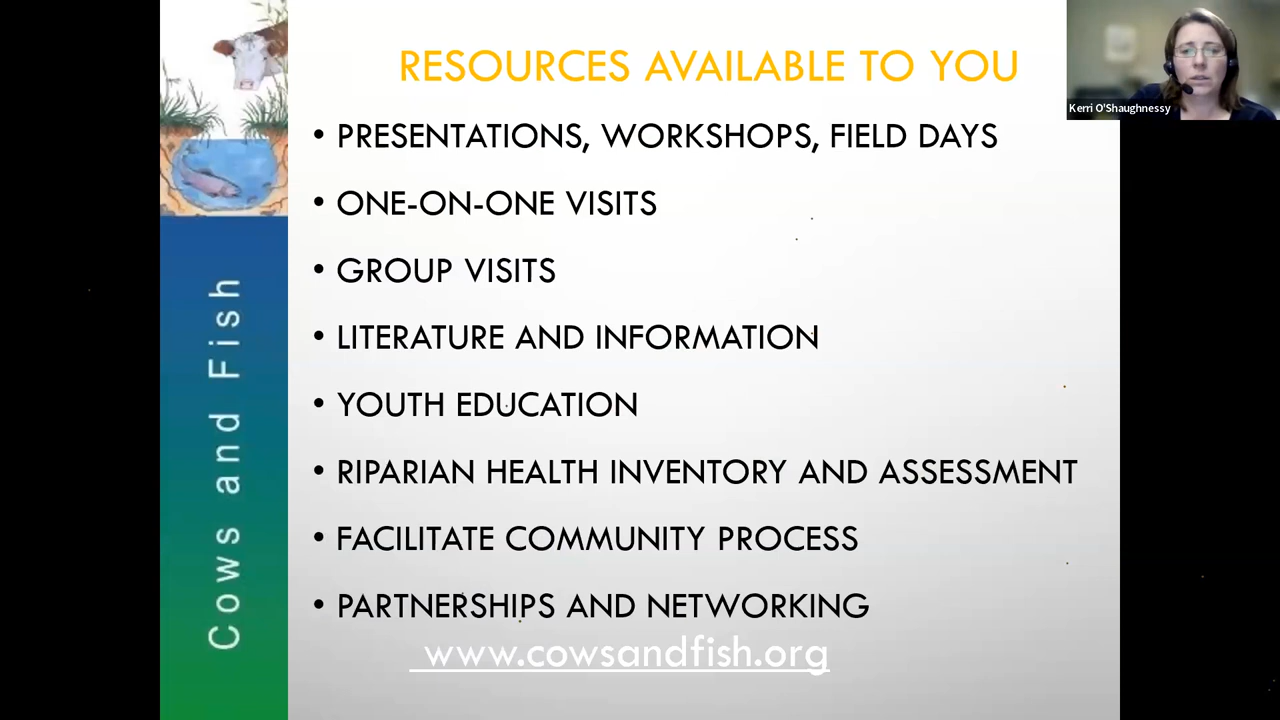 RESOURCES AVAILABLE TO YOU
Kerri O'Shaughnessy
• PRESENTATIONS, WORKSHOPS, FIELD DAYS
• ONE-ON-ONE VISITS
• GROUP VISITS
• LITERATURE AND INFORMATION
• YOUTH EDUCATION
• RIPARIAN HEALTH INVENTORY AND ASSESSMENT
• FACILITATE COMMUNITY PROCESS
• PARTNERSHIPS AND NETWORKING
www.cowsandfish.org
Cows and Fish